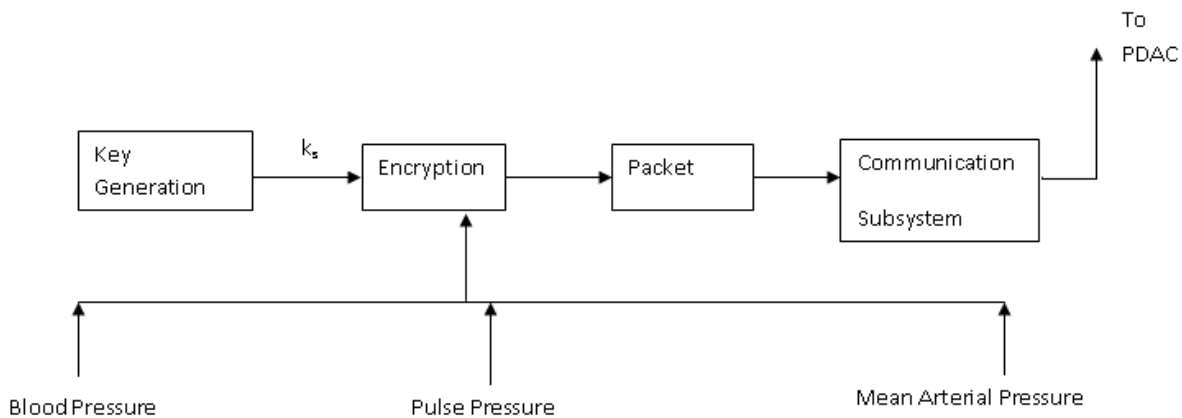 To
PDAC
Key
Generation
kₛ
Encryption
Packet
Communication
Subsystem
Blood Pressure
Pulse Pressure
Mean Arterial Pressure